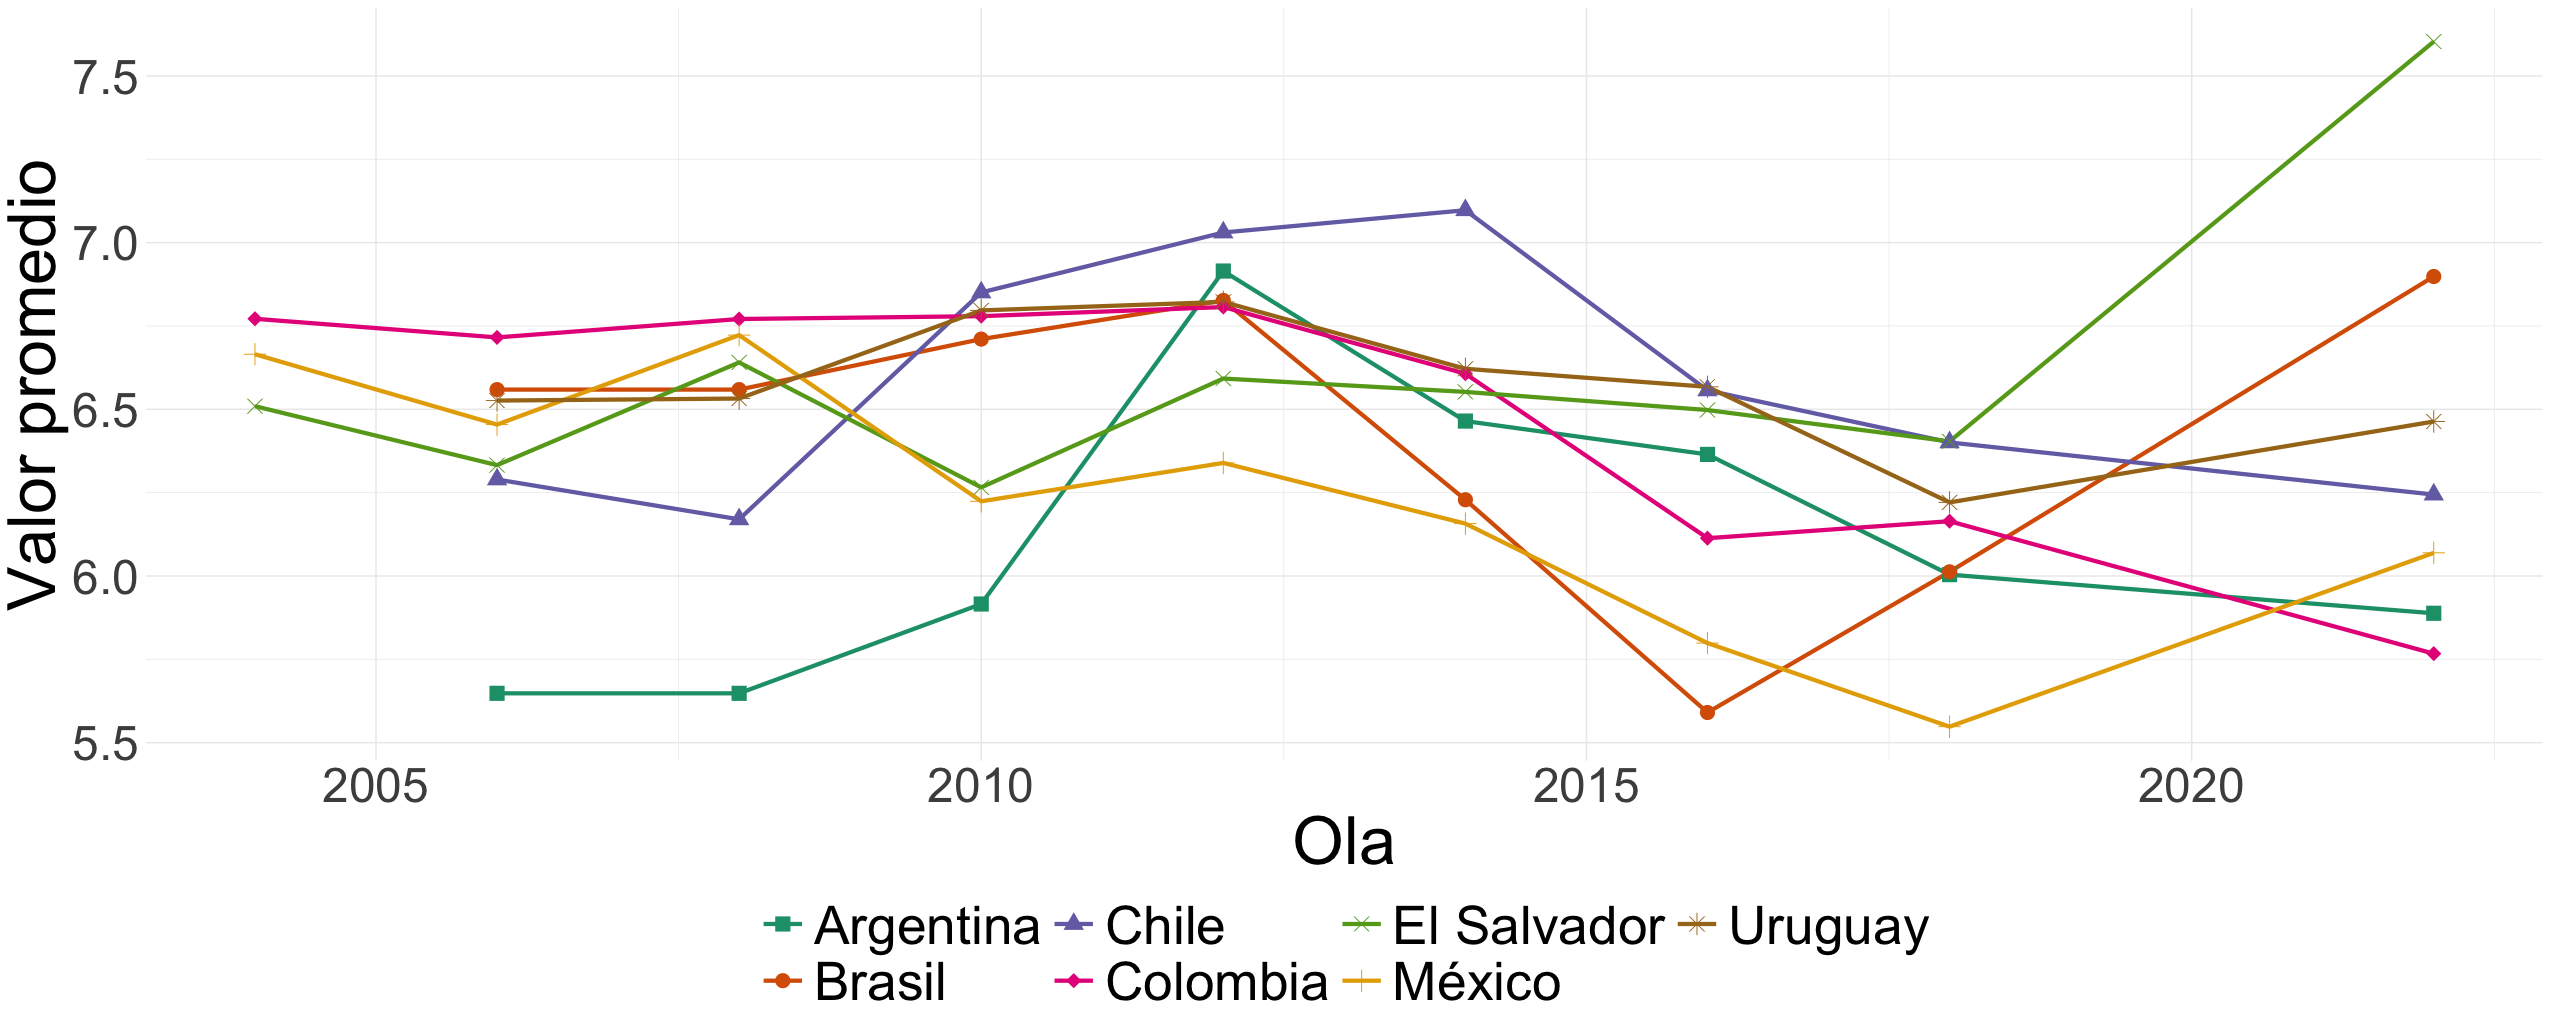 Valor promedio
7.5
7.0
6.5
6.0
5.5
2005 2010 2015 2020
Ola
Argentina Chile El Salvador Uruguay
Brasil Colombia México